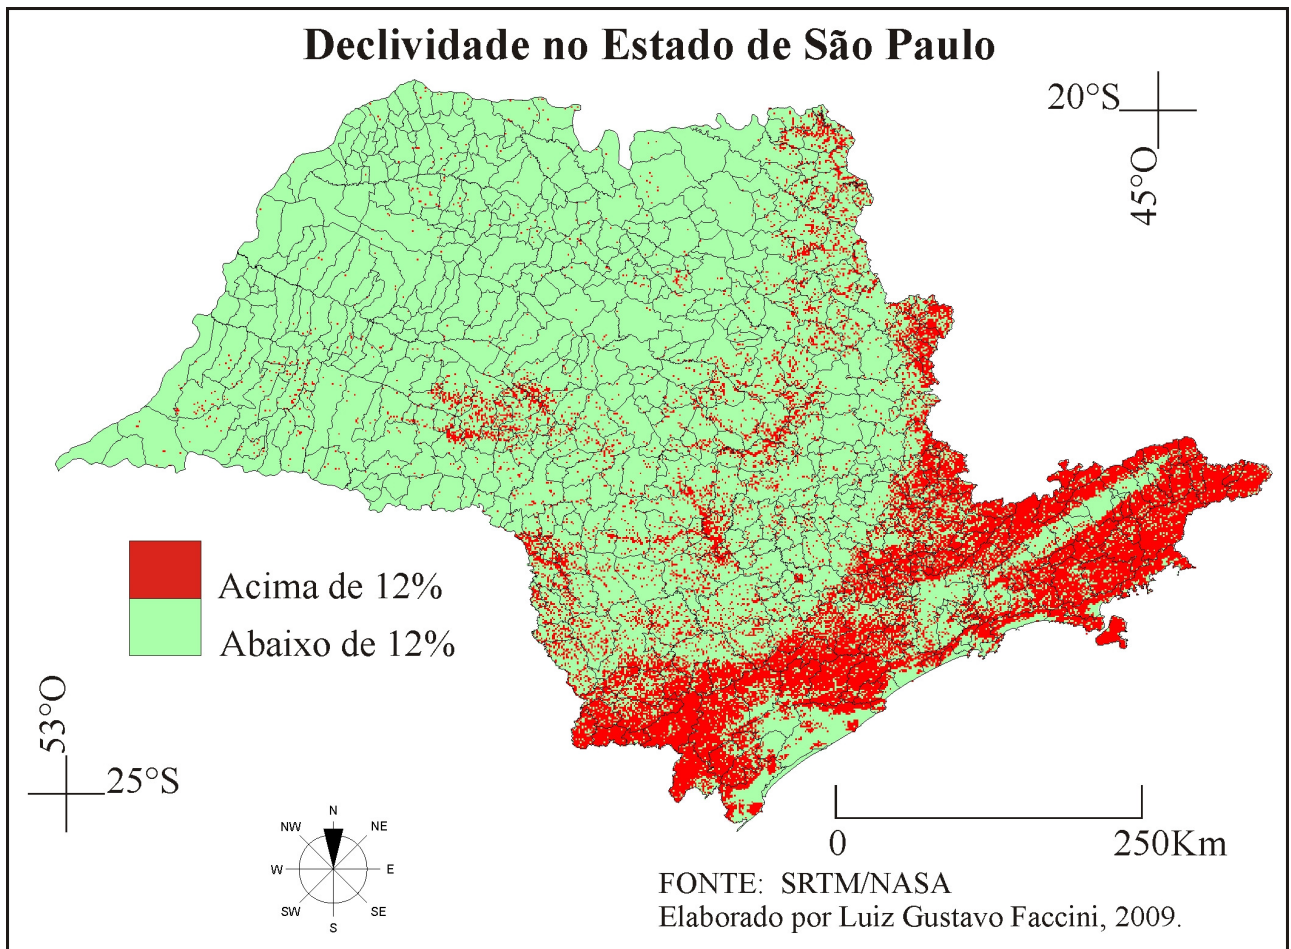 Declividade no Estado de São Paulo
20°S
45°O
Acima de 12%
Abaixo de 12%
53°O
25°S
N
NW
NE
W
E
SW
SE
S
0
250Km
FONTE: SRTM/NASA
Elaborado por Luiz Gustavo Faccini, 2009.